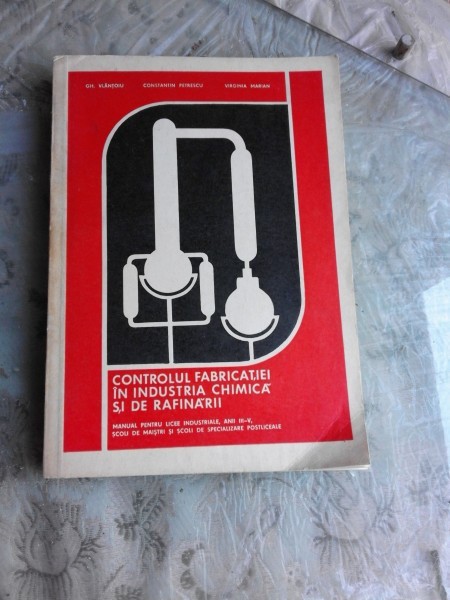 GH. VLĂNȚOIU CONSTANTIN PETRESCU VIRGINIA MARIAN
CONTROLUL FABRICAȚIEI
ÎN INDUSTRIA CHIMICĂ
ȘI DE RAFINĂRII
MANUAL PENTRU LICEE INDUSTRIALE, ANII III-V,
ȘCOLI DE MAIȘTRI ȘI ȘCOLI DE SPECIALIZARE POSTLICEALE